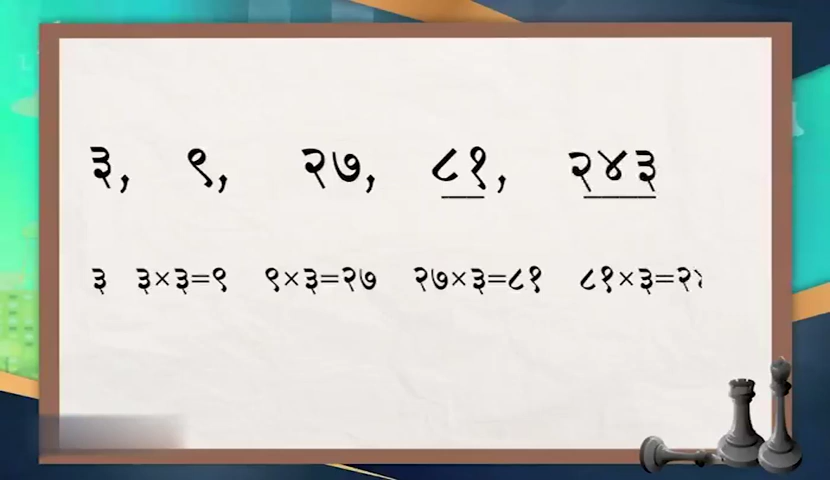 ३, ९, २७, ८१, २४३
३ ३×३=९ ९×३=२७ २७×३=८१ ८१×३=२